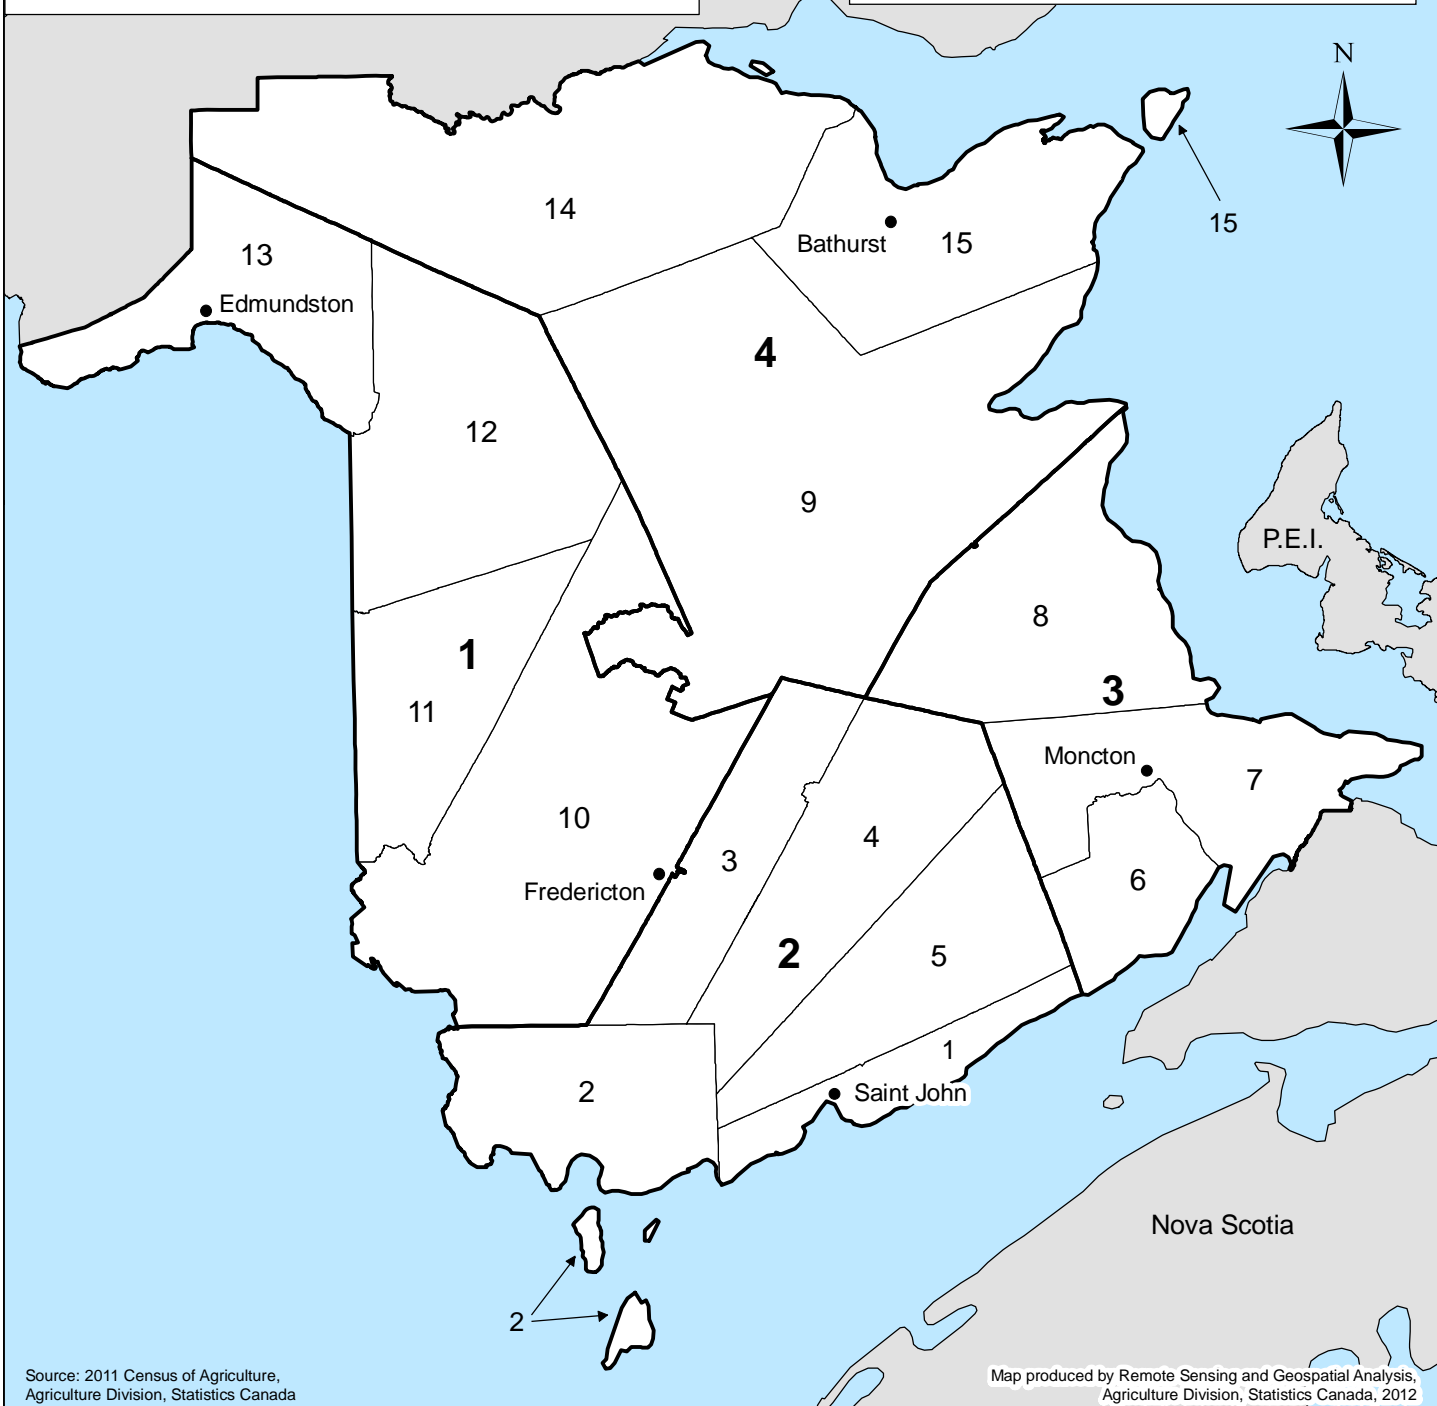 N
14
15
15
Bathurst
13
Edmundston
4
12
9
P.E.I.
8
1
3
11
Moncton
7
10
4
3
6
Fredericton
2
5
1
2
Saint John
Nova Scotia
2
Source: 2011 Census of Agriculture,
Agriculture Division, Statistics Canada
Map produced by Remote Sensing and Geospatial Analysis,
Agriculture Division, Statistics Canada, 2012